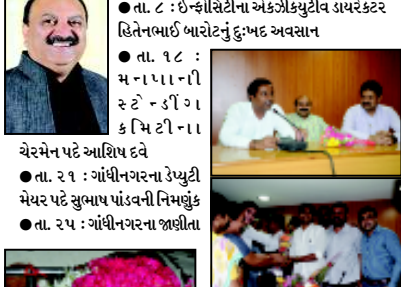 ● તા. ૮ : ઈન્ફોસિટીના એક્ઝીક્યુટીવ ડાયરેક્ટર
હિતેનભાઈ બારોટનું દુઃખદ અવસાન
● તા. ૧૮ :
મનપાની
સ્ટેન્ડીંગ
કમિટીના
ચેરમેન પદે આશિષ દવે
● તા. ૨૧ : ગાંધીનગરના ડેપ્યુટી
મેયર પદે સુભાષ પાંડવની નિમણુંક
● તા. ૨૫ : ગાંધીનગરના જાણીતા